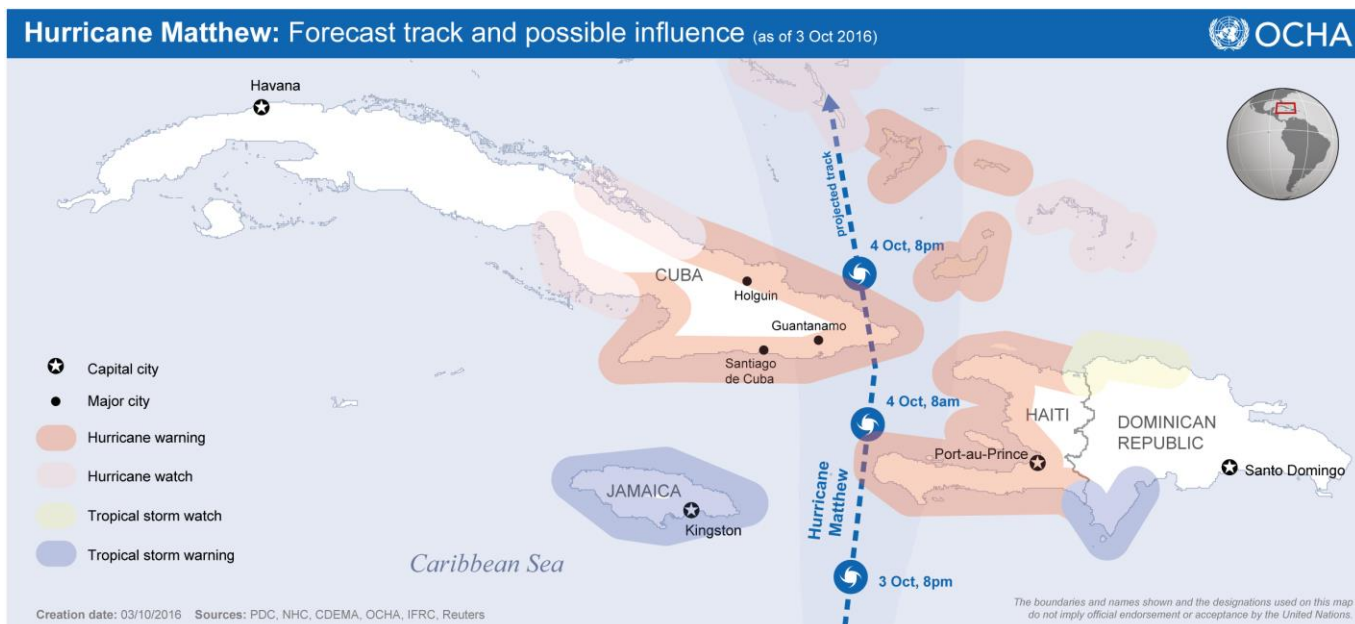 Hurricane Matthew: Forecast track and possible influence (as of 3 Oct 2016)
OCHA
Havana
projected track
4 Oct, 8pm
CUBA
Holguin
Guantanamo
Santiago
de Cuba
4 Oct, 8am
HAITI
DOMINICAN
REPUBLIC
Port-au-Prince
Santo Domingo
JAMAICA
Kingston
Hurricane
Matthew
3 Oct, 8pm
Caribbean Sea
Capital city
Major city
Hurricane warning
Hurricane watch
Tropical storm watch
Tropical storm warning
Creation date: 03/10/2016 Sources: PDC, NHC, CDEMA, OCHA, IFRC, Reuters
The boundaries and names shown and the designations used on this map
do not imply official endorsement or acceptance by the United Nations.